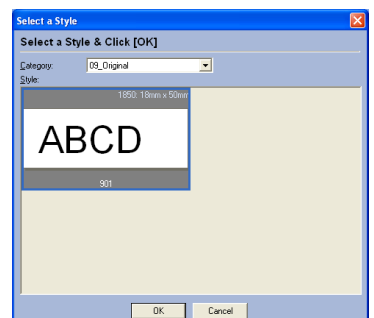 Select a Style
Select a Style & Click [OK]
Category: 09_Original
Style:
1850: 18mm x 50mm
ABCD
901
OK Cancel